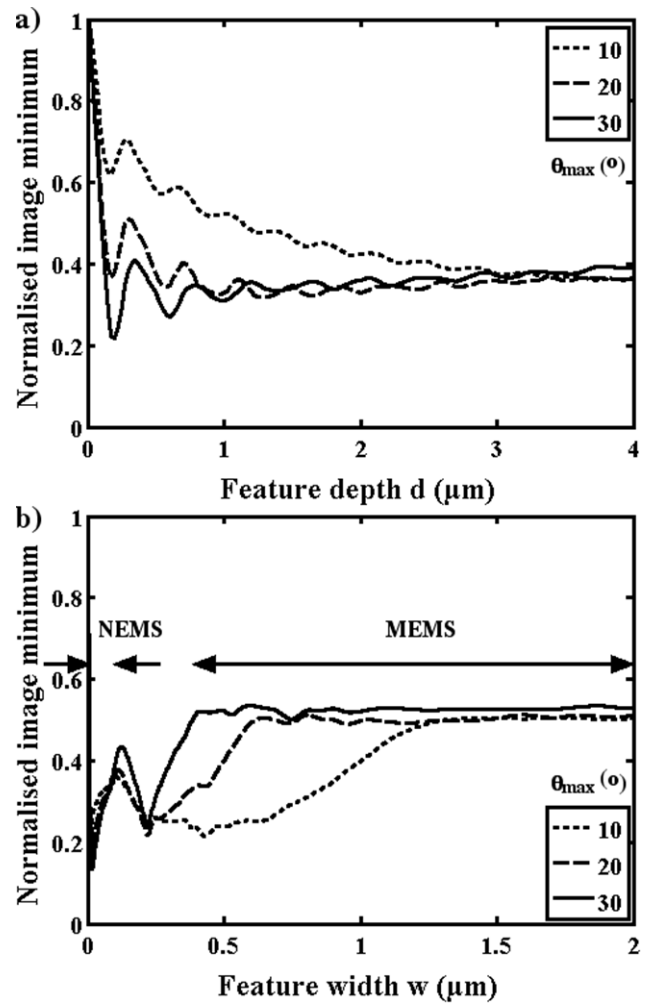 a)
Normalised image minimum
1
0.8
0.6
0.4
0.2
0
10
20
30
θmax (o)
0 1 2 3 4
Feature depth d (μm)
b)
Normalised image minimum
1
0.8
0.6
0.4
0.2
0
NEMS MEMS
θmax (o)
10
20
30
0 0.5 1 1.5 2
Feature width w (μm)